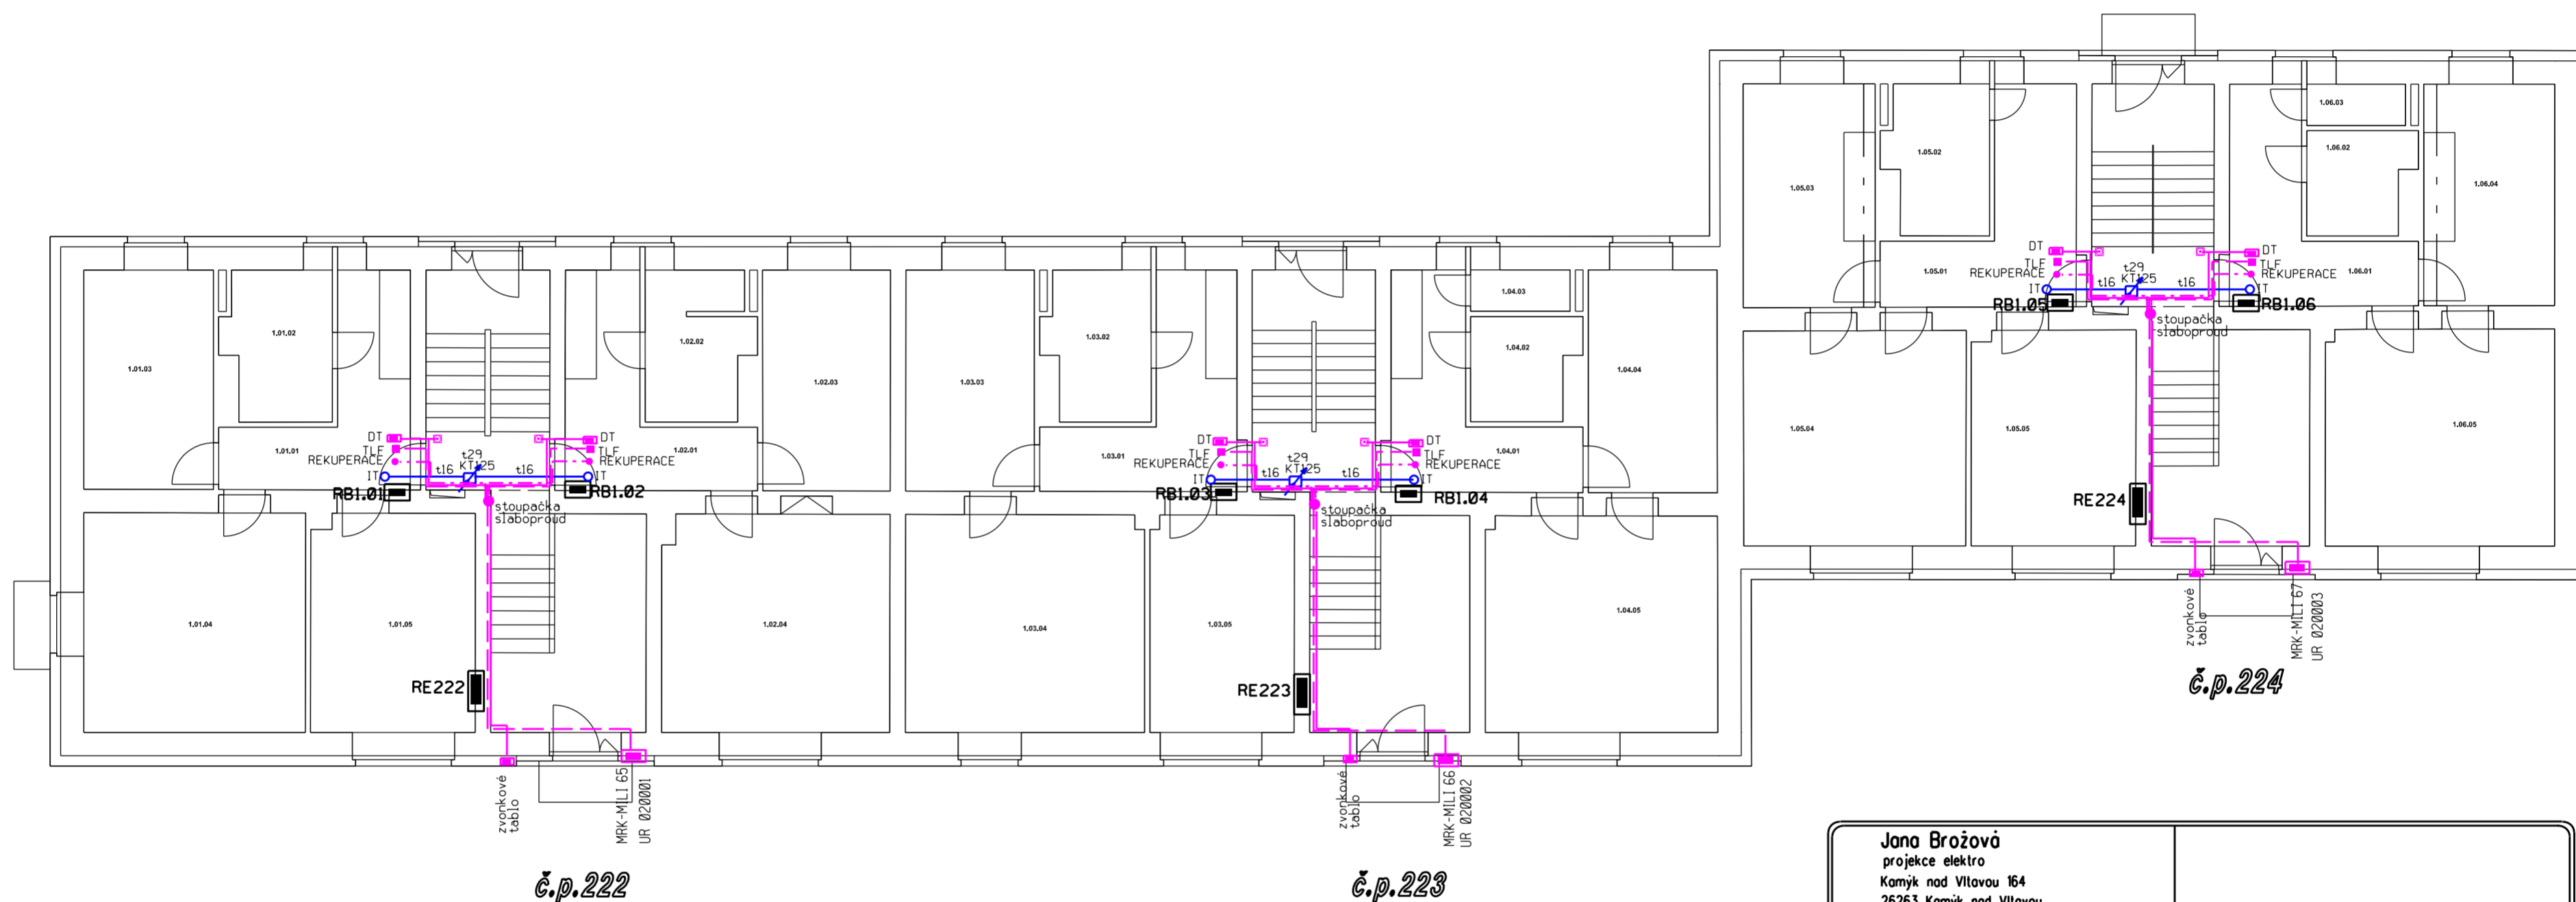 1.01.03
1.01.02
1.01.01
1.01.04
1.01.05
DT
TLF
REKUPERACE
IT
RB1.01
t16
t29
KT125
t16
DT
TLF
REKUPERACE
IT
RB1.02
stoupačka
slaboproud
1.02.02
1.02.03
1.02.01
1.02.04
RE222
zvonkové
tablo
MRK-MILI 65
UR 020001
č.p.222
1.03.03
1.03.02
1.03.01
1.03.04
1.03.05
DT
TLF
REKUPERACE
IT
RB1.03
t16
t29
KT125
t16
DT
TLF
REKUPERACE
IT
RB1.04
stoupačka
slaboproud
1.04.03
1.04.02
1.04.04
1.04.01
1.04.05
RE223
zvonkové
tablo
MRK-MILI 66
UR 020002
č.p.223
1.05.03
1.05.02
1.05.01
1.05.04
1.05.05
DT
TLF
REKUPERACE
IT
RB1.05
t16
t29
KT125
t16
DT
TLF
REKUPERACE
IT
RB1.06
stoupačka
slaboproud
1.06.03
1.06.02
1.06.04
1.06.01
1.06.05
RE224
zvonkové
tablo
MRK-MILI 67
UR 020003
č.p.224
Jana Brožová
projekce elektro
Kamýk nad Vltavou 164
26263 Kamýk nad Vltavou